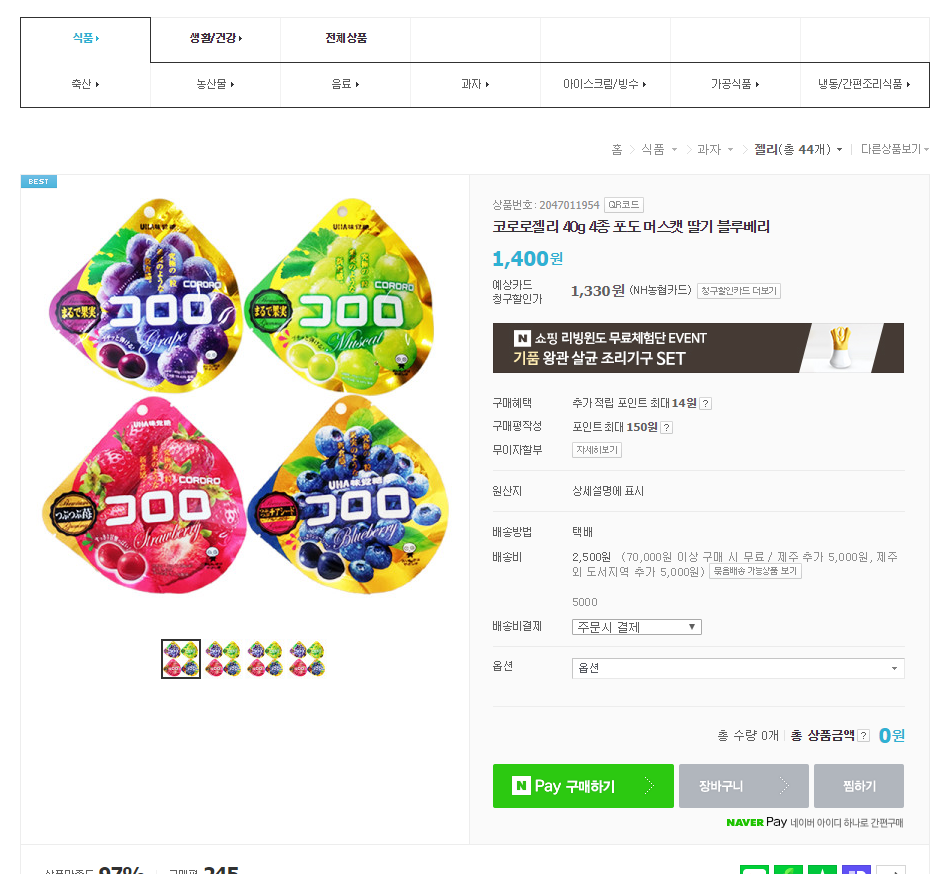 식품
생활/건강
전체상품
축산
농산물
음료
과자
아이스크림/빙수
가공식품
냉동/간편조리식품
홈 식품 과자 젤리(총 44개) 다른상품보기
BEST
UHA味覚糖
CORORO
コロロ
まるで果実
Grape
UHA味覚糖
CORORO
コロロ
まるで果実
Muscat
UHA味覚糖
CORORO
コロロ
つぶつぶ苺
Strawberry
UHA味覚糖
CORORO
コロロ
Blueberry
상품번호: 2047011954 QR코드
코로로젤리 40g 4종 포도 머스캣 딸기 블루베리
1,400원
예상카드
청구할인가
1,330원 (NH농협카드) 청구할인카드 더보기
N 쇼핑 리빙윈도 무료체험단 EVENT
기품 왕관 살균 조리기구 SET
구매혜택 추가 적립 포인트 최대 14원 ?
구매평작성 포인트 최대 150원 ?
무이자할부 자세히보기
원산지 상세설명에 표시
배송방법 택배
배송비 2,500원 (70,000원 이상 구매 시 무료 / 제주 추가 5,000원, 제주
외 도서지역 추가 5,000원) 묶음배송 가능상품 보기
5000
배송비결제 주문시 결제
옵션 옵션
총 수량 0개 총 상품금액 ? 0원
N Pay 구매하기
장바구니
찜하기
NAVER Pay 네이버 아이디 하나로 간편구매
상품만족도 97% 구매평 245